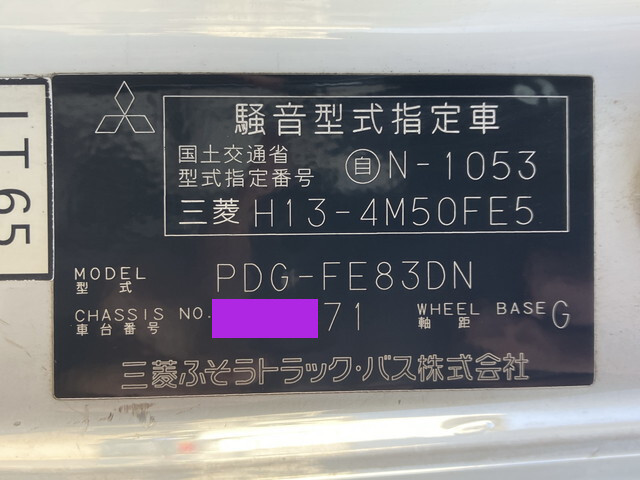 騒音型式指定車
国土交通省
型式指定番号
自 N-1053
三菱 H13-4M50FE5
MODEL
型式
PDG-FE83DN
CHASSIS NO.
車台番号
71
WHEEL BASE
軸距
G
三菱ふそうトラック・バス株式会社
LT65